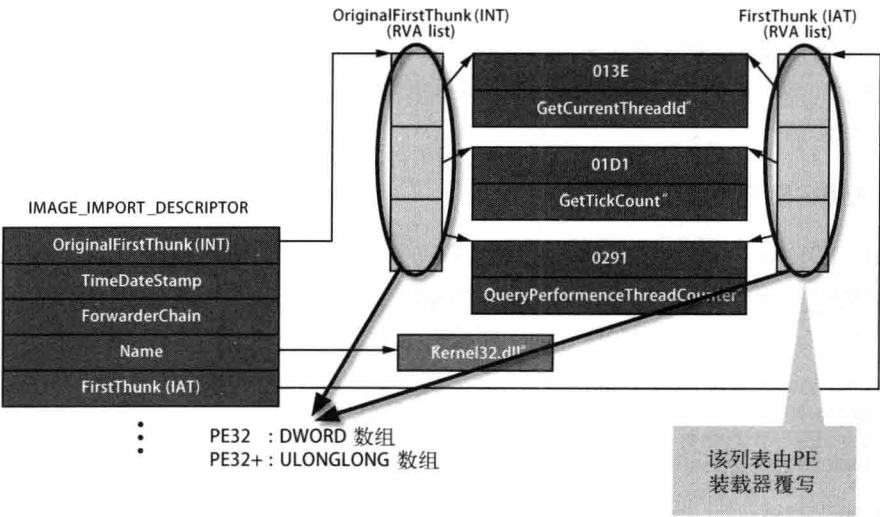 OriginalFirstThunk (INT)
(RVA list)
FirstThunk (IAT)
(RVA list)
013E
GetCurrentThreadId"
01D1
GetTickCount"
0291
QueryPerformenceThreadCounter"
IMAGE_IMPORT_DESCRIPTOR
OriginalFirstThunk (INT)
TimeDateStamp
ForwarderChain
Name
FirstThunk (IAT)
"Kernel32.dll"
PE32 : DWORD 数组
PE32+ : ULONGLONG 数组
该列表由PE
装载器覆写